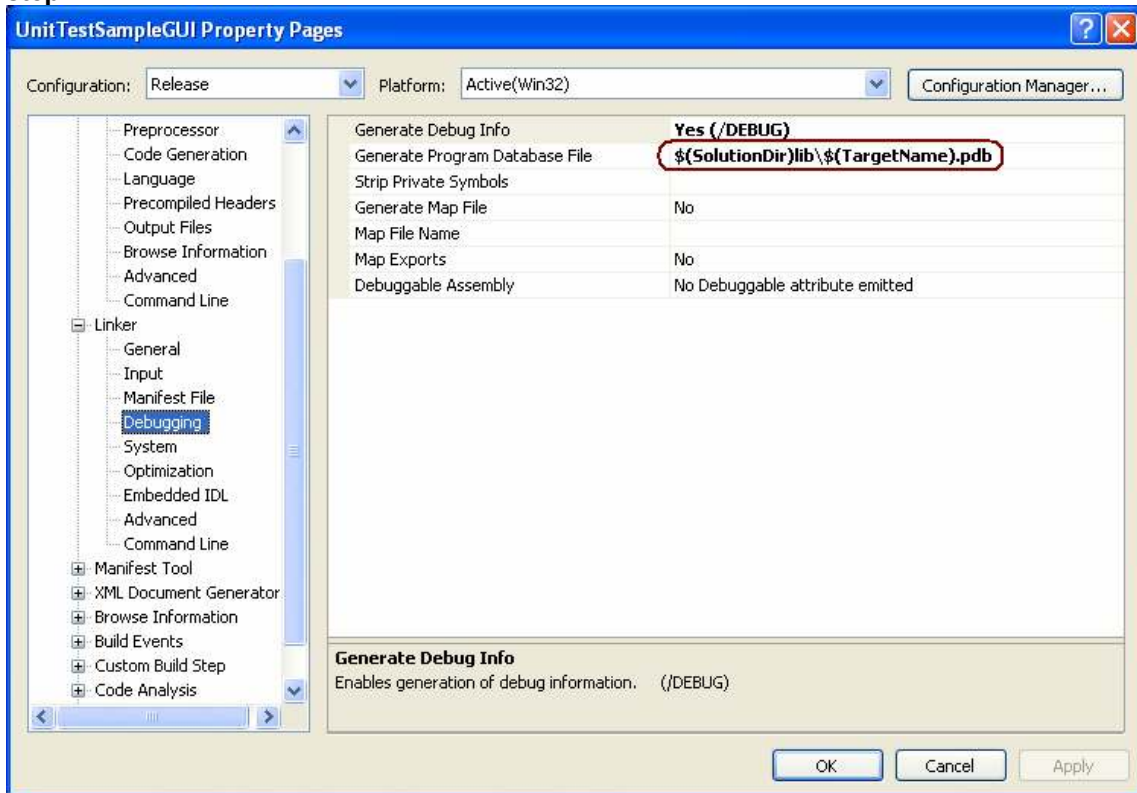 UnitTestSampleGUI Property Pages
Configuration: Release Platform: Active(Win32) Configuration Manager...
Preprocessor
Code Generation
Language
Precompiled Headers
Output Files
Browse Information
Advanced
Command Line
Linker
General
Input
Manifest File
Debugging
System
Optimization
Embedded IDL
Advanced
Command Line
Manifest Tool
XML Document Generator
Browse Information
Build Events
Custom Build Step
Code Analysis
Generate Debug Info Yes (/DEBUG)
Generate Program Database File $(SolutionDir)lib\$(TargetName).pdb
Strip Private Symbols
Generate Map File No
Map File Name
Map Exports No
Debuggable Assembly No Debuggable attribute emitted
Generate Debug Info
Enables generation of debug information. (/DEBUG)
OK Cancel Apply